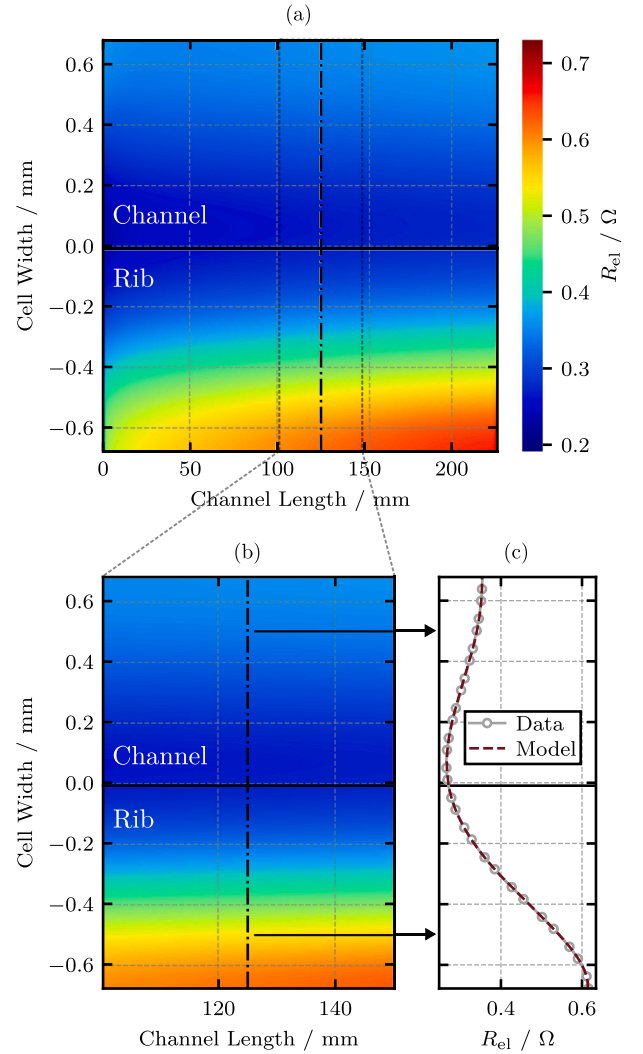 (a)
0.6
0.4
0.2
0.0
−0.2
−0.4
−0.6
Cell Width / mm
Channel
Rib
0
50
100
150
200
Channel Length / mm
0.7
0.6
0.5
0.4
0.3
0.2
R_el / Ω
(b)
0.6
0.4
0.2
0.0
−0.2
−0.4
−0.6
Cell Width / mm
Channel
Rib
120
140
Channel Length / mm
(c)
Data
Model
0.4
0.6
R_el / Ω